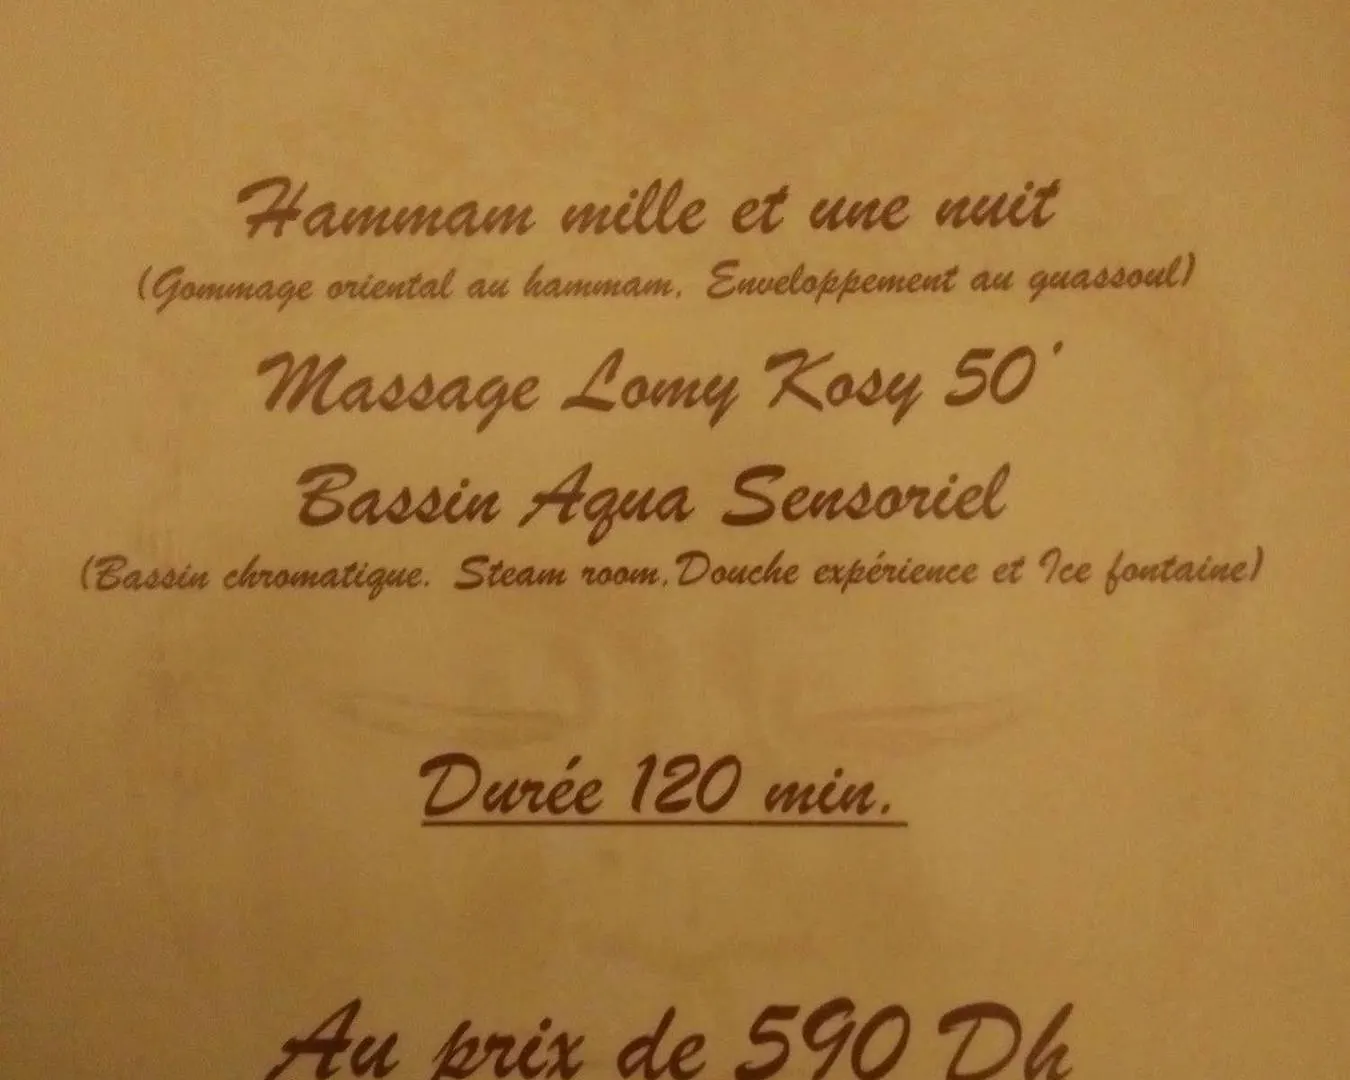 Hammam mille et une nuit
(Gommage oriental au hammam, Enveloppement au guassoul)
Massage Lomy Kosy 50'
Bassin Aqua Sensoriel
(Bassin chromatique, Steam room, Douche expérience et Ice fontaine)
Durée 120 min.
Au prix de 590 Dh